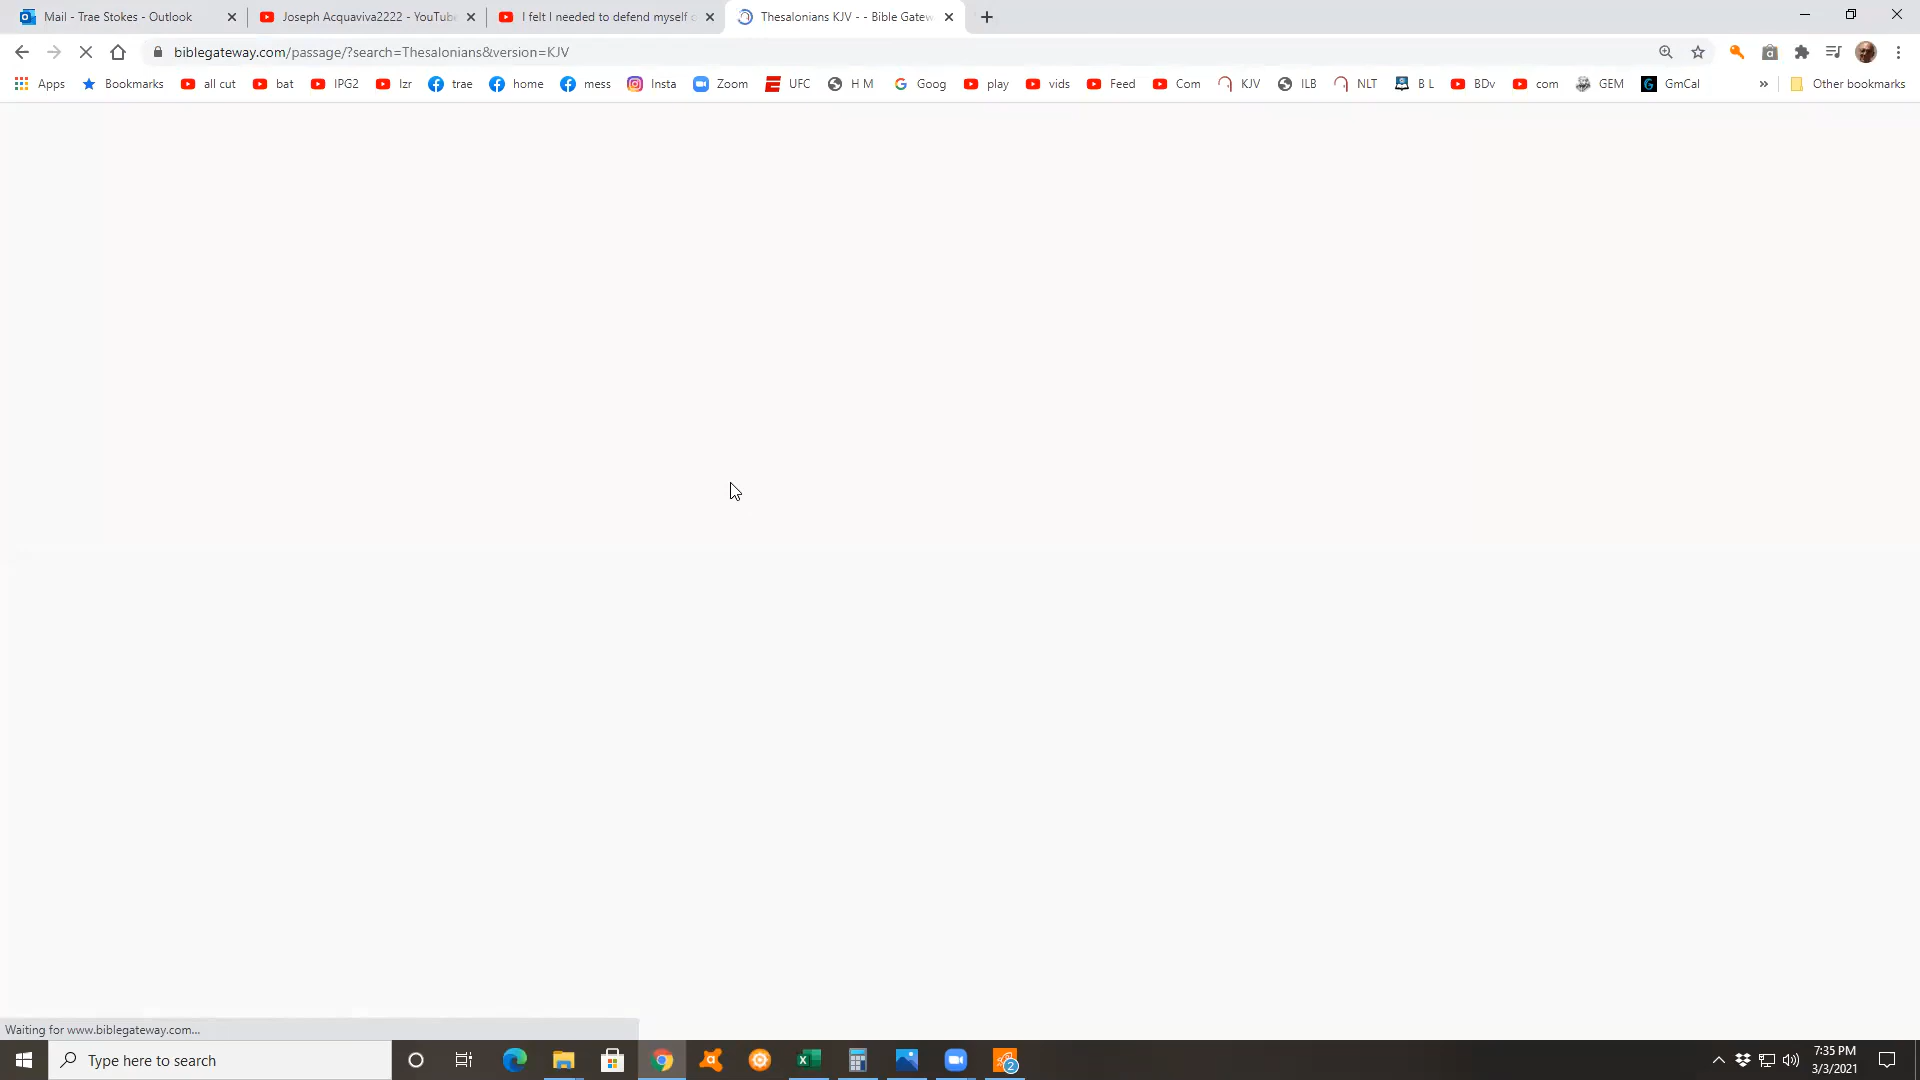 Mail - Trae Stokes - Outlook
Joseph Acquaviva2222 - YouTube
I felt I needed to defend myself
Thesalonians KJV - - Bible Gatew
biblegateway.com/passage/?search=Thesalonians&version=KJV
Apps Bookmarks all cut bat IPG2 lzr trae home mess Insta Zoom UFC H M Goog play vids Feed Com KJV ILB NLT B L BDv com GEM GmCal » Other bookmarks
Waiting for www.biblegateway.com...
Type here to search
2
7:35 PM
3/3/2021